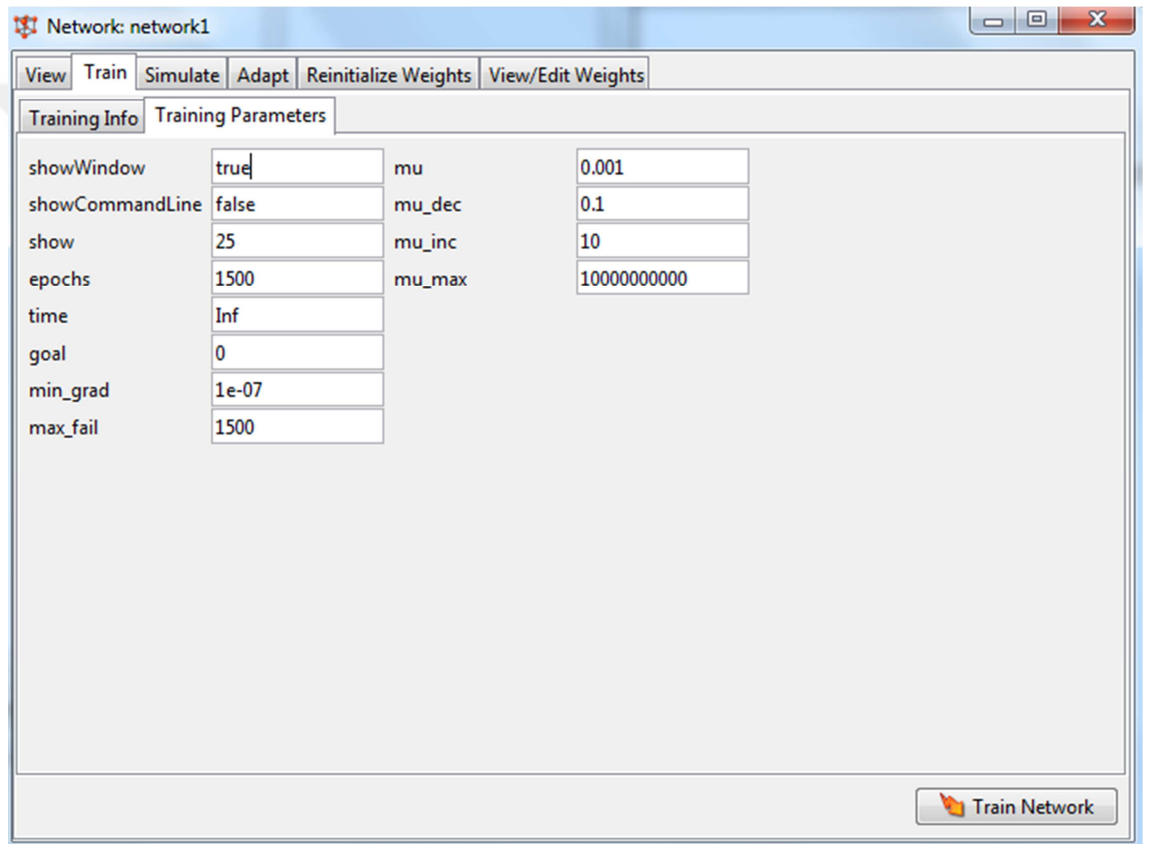 Network: network1
View Train Simulate Adapt Reinitialize Weights View/Edit Weights
Training Info Training Parameters
showWindow true mu 0.001
showCommandLine false mu_dec 0.1
show 25 mu_inc 10
epochs 1500 mu_max 10000000000
time Inf
goal 0
min_grad 1e-07
max_fail 1500
Train Network